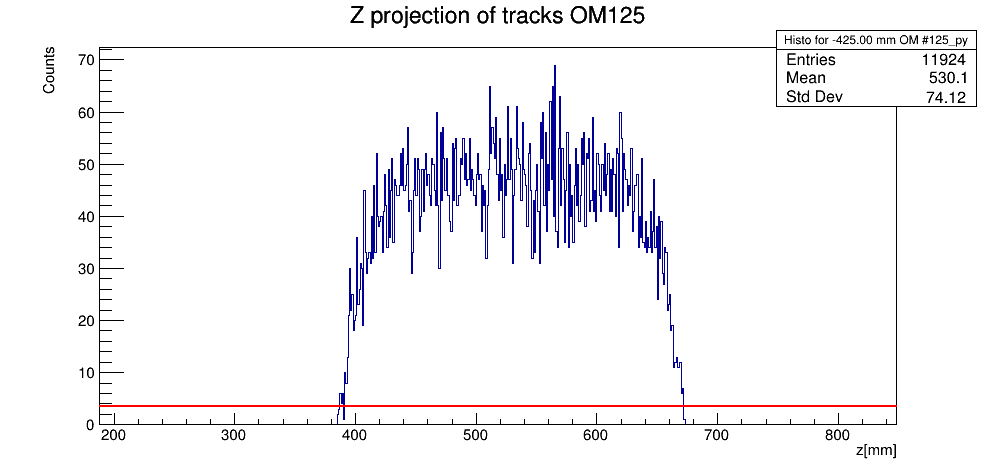 Z projection of tracks OM125
Histo for -425.00 mm OM #125_py
Entries 11924
Mean 530.1
Std Dev 74.12
Counts
70
60
50
40
30
20
10
0
200 300 400 500 600 700 800
z[mm]